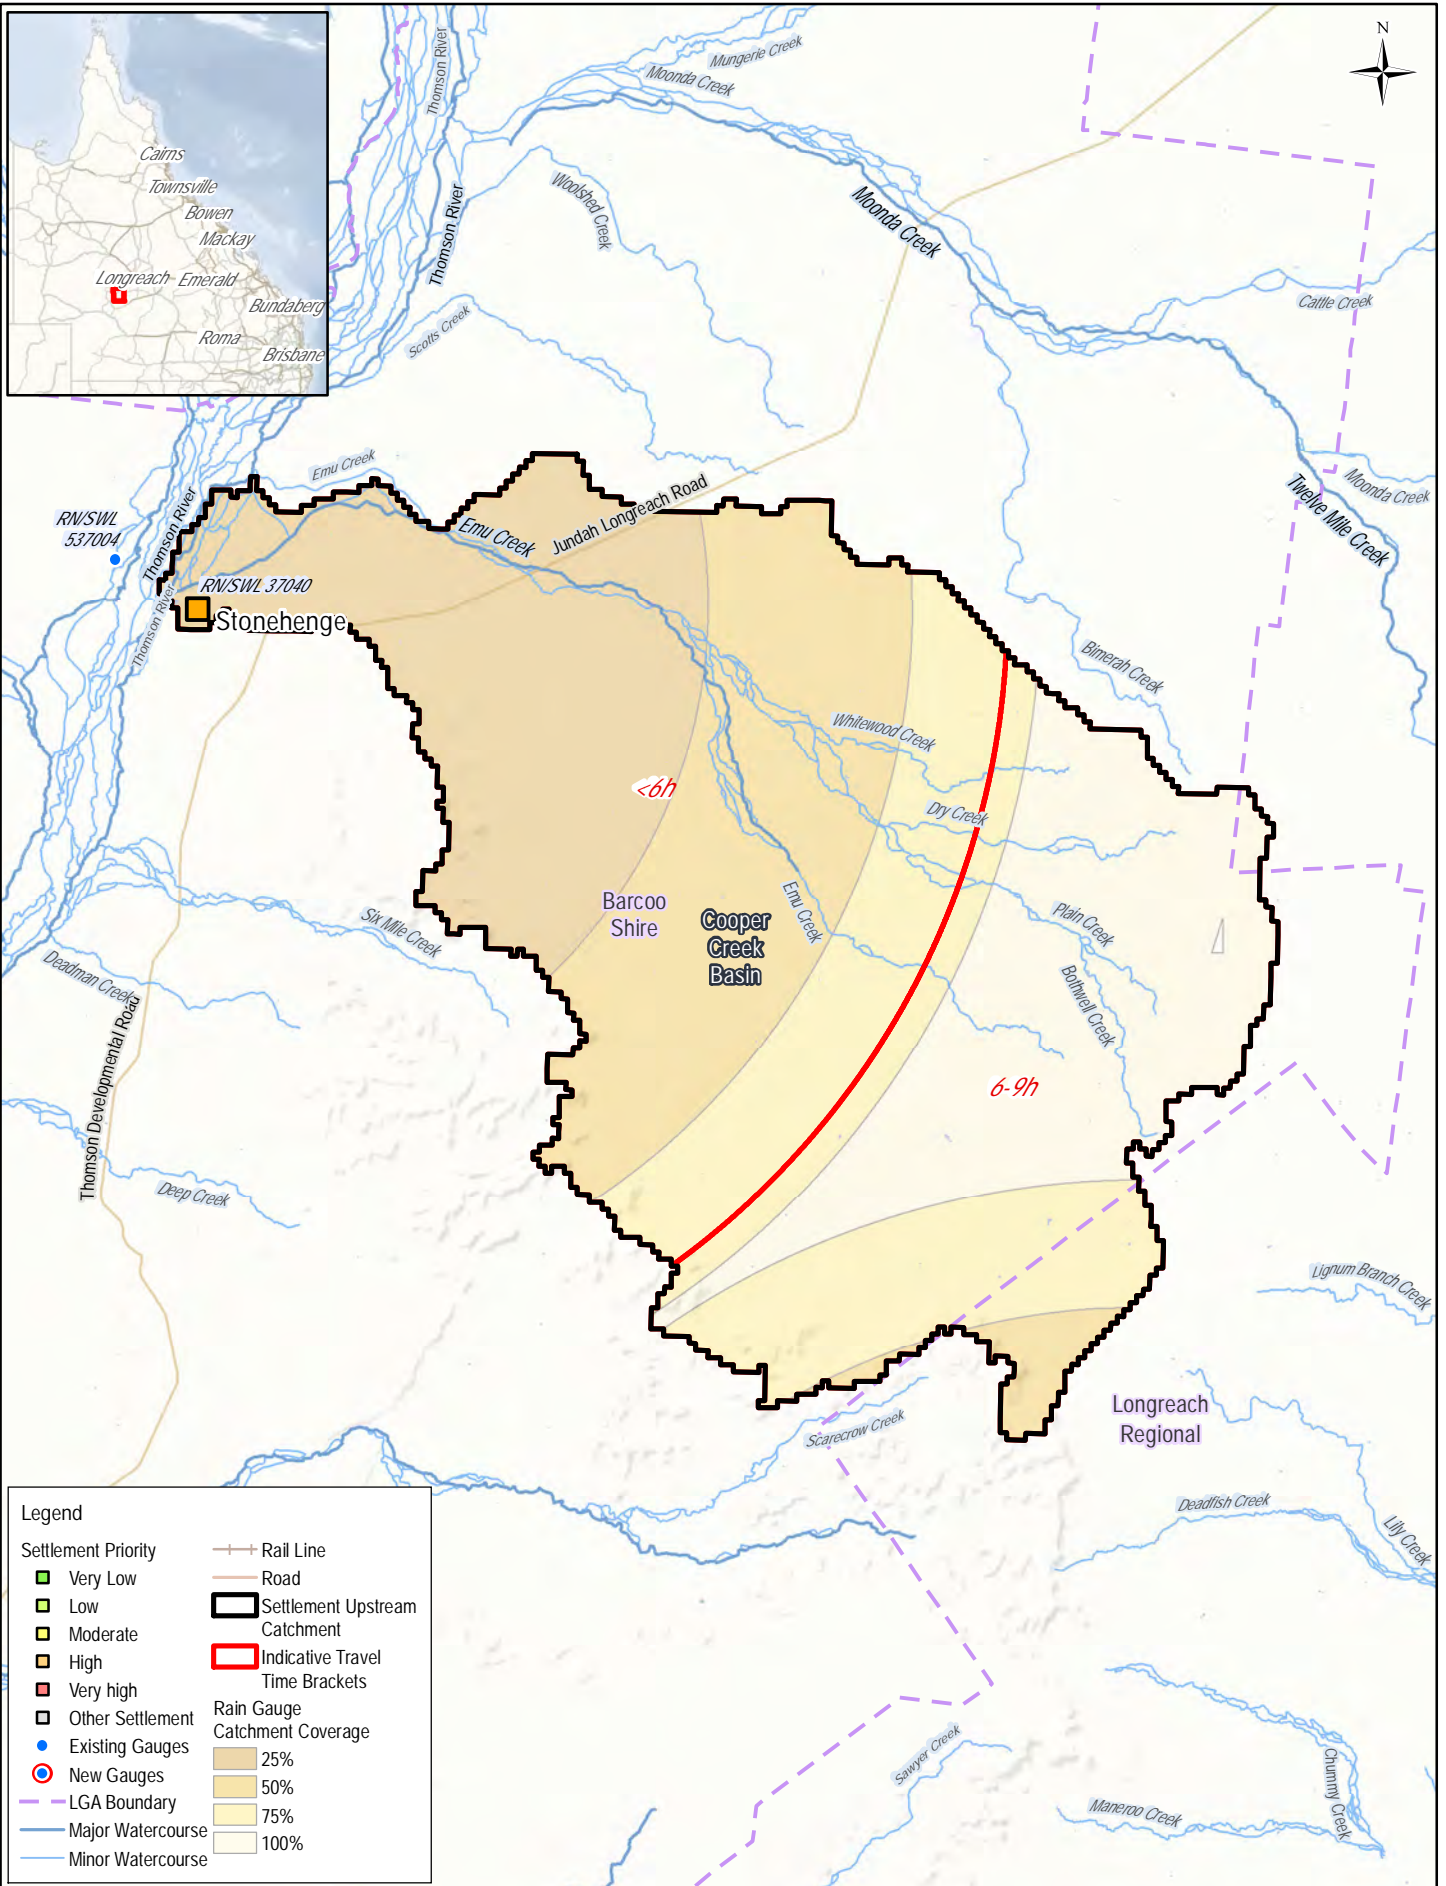 N
Cairns
Townsville
Bowen
Mackay
Longreach
Emerald
Bundaberg
Roma
Brisbane
Thomson River
Mungerie Creek
Moonda Creek
Woolshed Creek
Thomson River
Moonda Creek
Scotts Creek
Cattle Creek
Emu Creek
Moonda Creek
Twelve Mile Creek
Jundah Longreach Road
RN/SWL
537004
Thomson River
Emu Creek
RN/SWL 37040
Stonehenge
Thomson River
Bimerah Creek
Whitewood Creek
<6h
Dry Creek
Barcoo
Shire
Cooper
Creek
Basin
Emu Creek
Plain Creek
Six Mile Creek
Deadman Creek
Bothwell Creek
Thomson Developmental Road
6-9h
Deep Creek
Lignum Branch Creek
Scarecrow Creek
Longreach
Regional
Deadfish Creek
Lily Creek
Sawyer Creek
Maneroo Creek
Chummy Creek
Legend
Settlement Priority
Very Low
Low
Moderate
High
Very high
Other Settlement
Existing Gauges
New Gauges
LGA Boundary
Major Watercourse
Minor Watercourse
Rail Line
Road
Settlement Upstream
Catchment
Indicative Travel
Time Brackets
Rain Gauge
Catchment Coverage
25%
50%
75%
100%